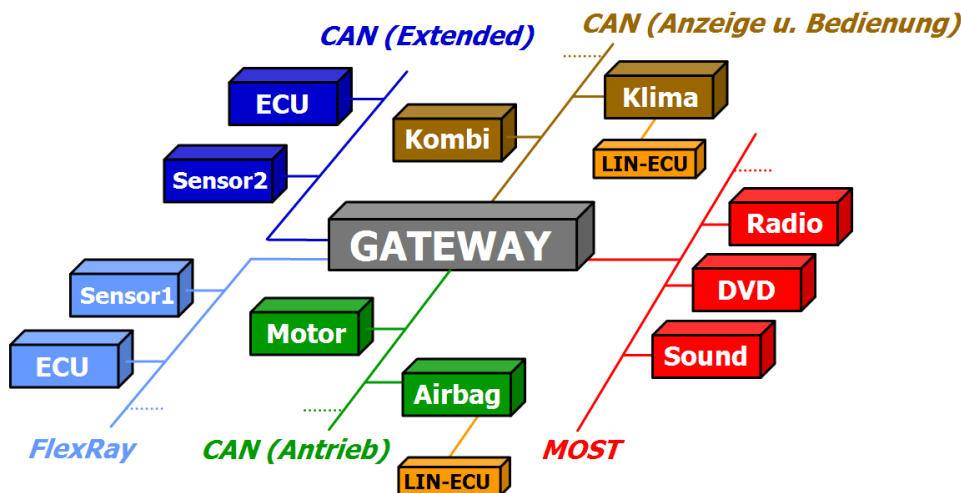 CAN (Extended)
CAN (Anzeige u. Bedienung)
ECU
Klima
Kombi
LIN-ECU
Sensor2
Radio
GATEWAY
Sensor1
DVD
Motor
Sound
ECU
Airbag
FlexRay
CAN (Antrieb)
MOST
LIN-ECU